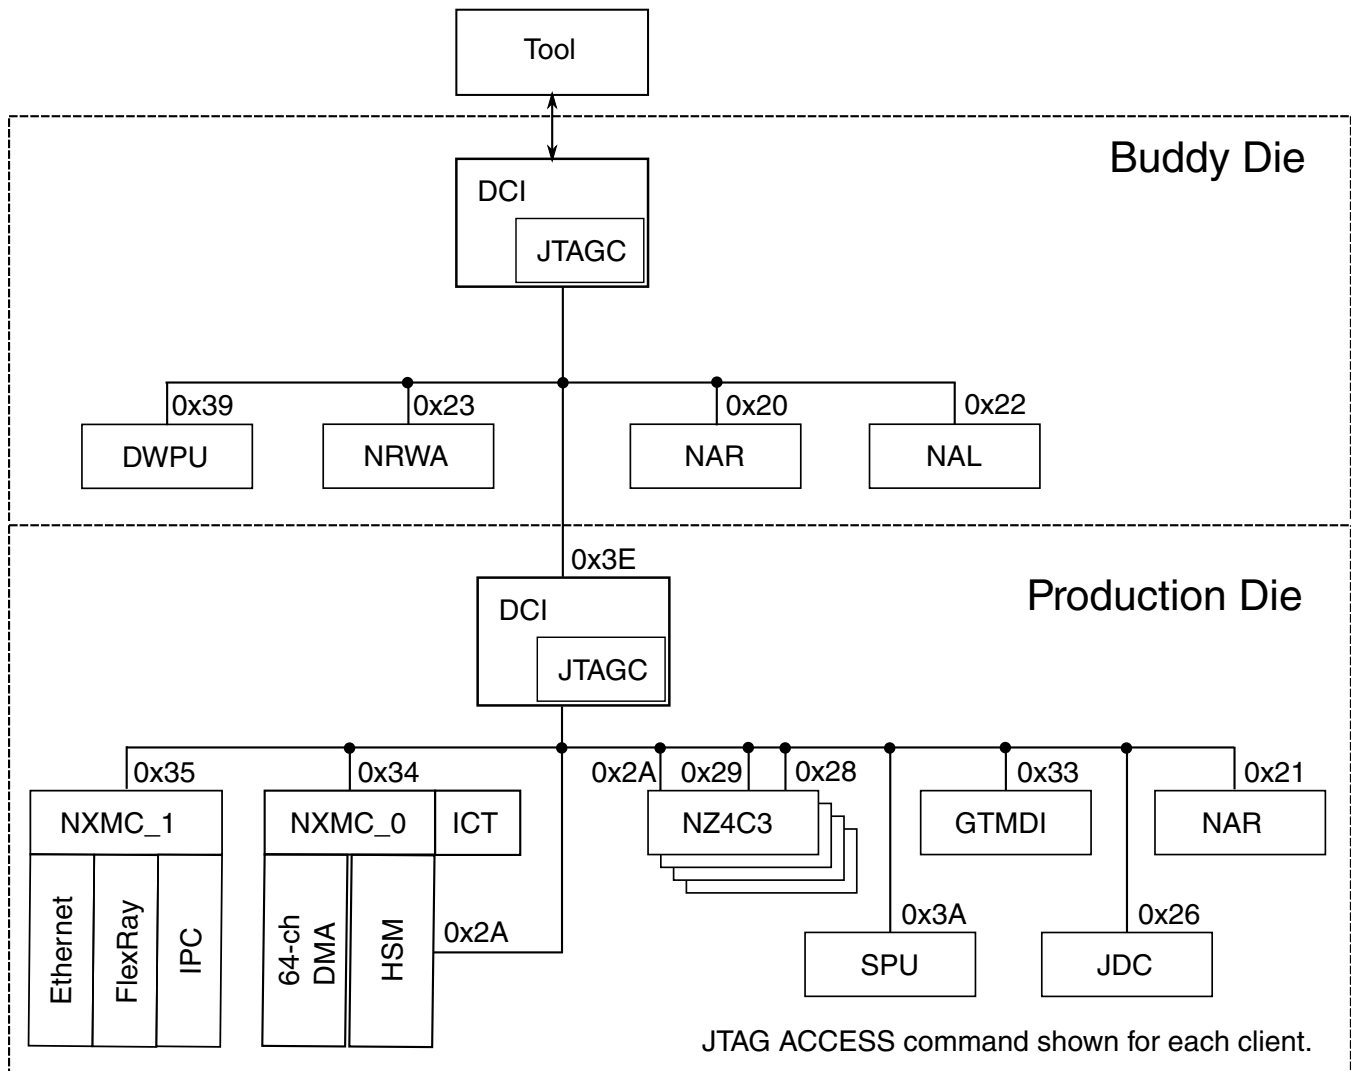 Tool
Buddy Die
DCI
JTAGC
0x39
0x23
0x20
0x22
DWPU
NRWA
NAR
NAL
0x3E
Production Die
DCI
JTAGC
0x35
0x34
0x2A
0x29
0x28
0x33
0x21
NXMC_1
NXMC_0
ICT
NZ4C3
GTMDI
NAR
Ethernet
FlexRay
IPC
64-ch
DMA
HSM
0x2A
0x3A
0x26
SPU
JDC
JTAG ACCESS command shown for each client.